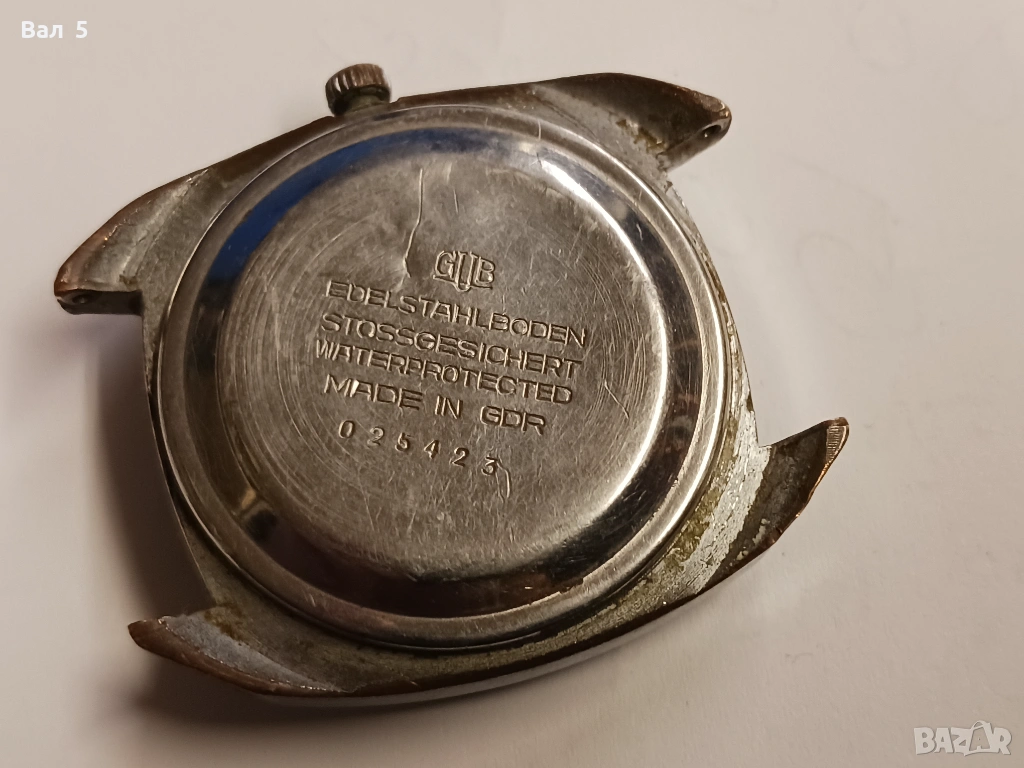 Вал 5
GUB
EDELSTAHLBODEN
STOSSGESICHERT
WATERPROTECTED
MADE IN GDR
025423
BAZAR